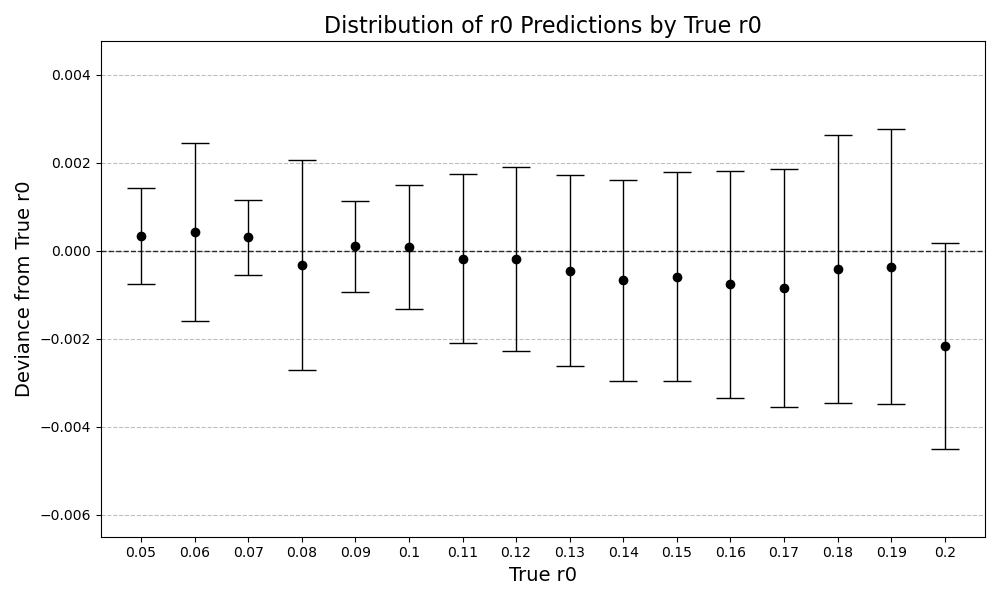 Distribution of r0 Predictions by True r0
Deviance from True r0
0.004
0.002
0.000
−0.002
−0.004
−0.006
0.05 0.06 0.07 0.08 0.09 0.1 0.11 0.12 0.13 0.14 0.15 0.16 0.17 0.18 0.19 0.2
True r0